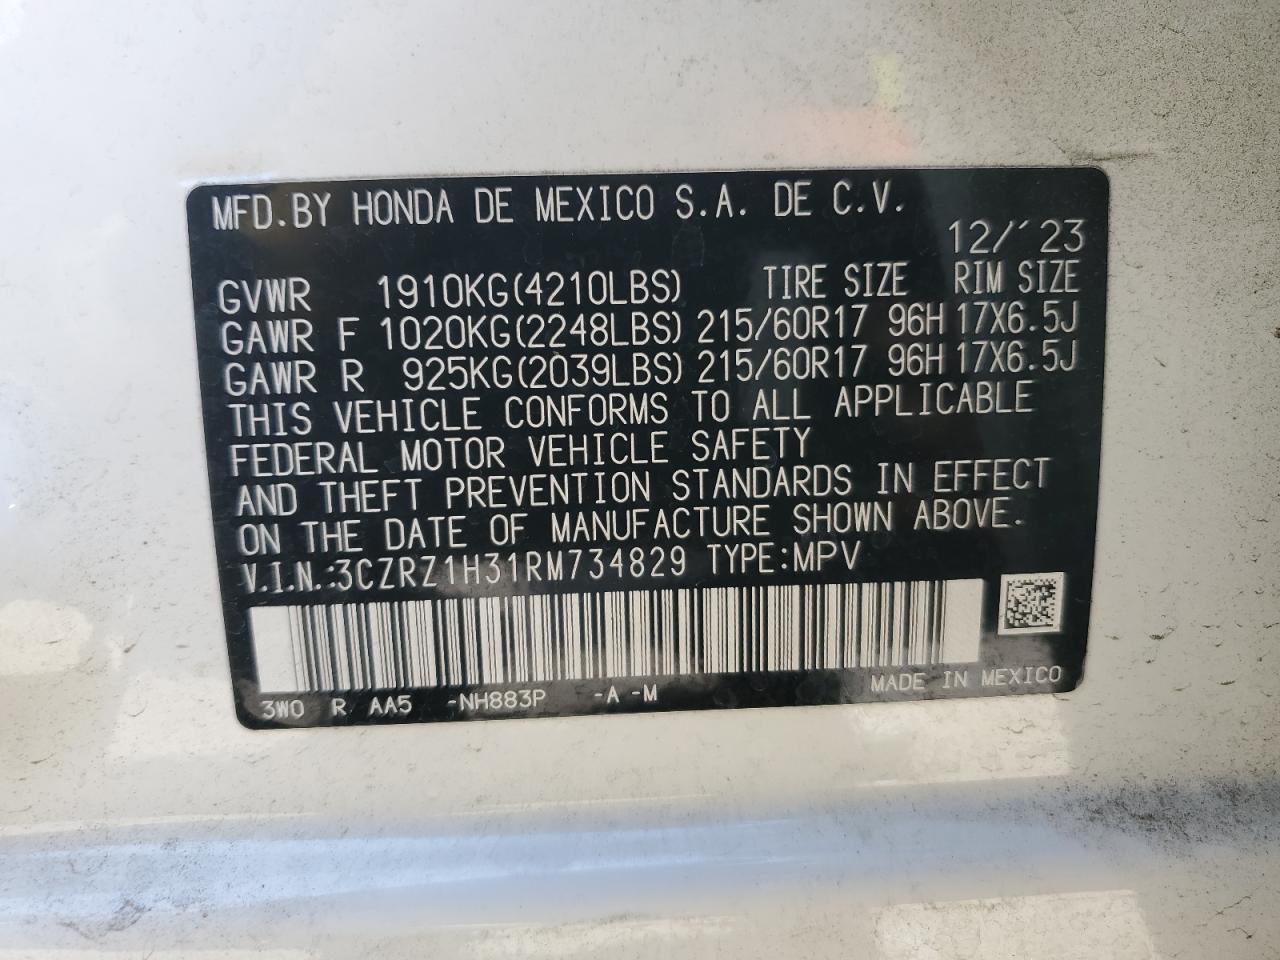 MFD.BY HONDA DE MEXICO S.A. DE C.V.
12/´23
GVWR 1910KG(4210LBS) TIRE SIZE RIM SIZE
GAWR F 1020KG(2248LBS) 215/60R17 96H 17X6.5J
GAWR R 925KG(2039LBS) 215/60R17 96H 17X6.5J
THIS VEHICLE CONFORMS TO ALL APPLICABLE
FEDERAL MOTOR VEHICLE SAFETY
AND THEFT PREVENTION STANDARDS IN EFFECT
ON THE DATE OF MANUFACTURE SHOWN ABOVE.
V.I.N.:3CZRZ1H31RM734829 TYPE:MPV
3W0 R AA5 -NH883P -A -M MADE IN MEXICO